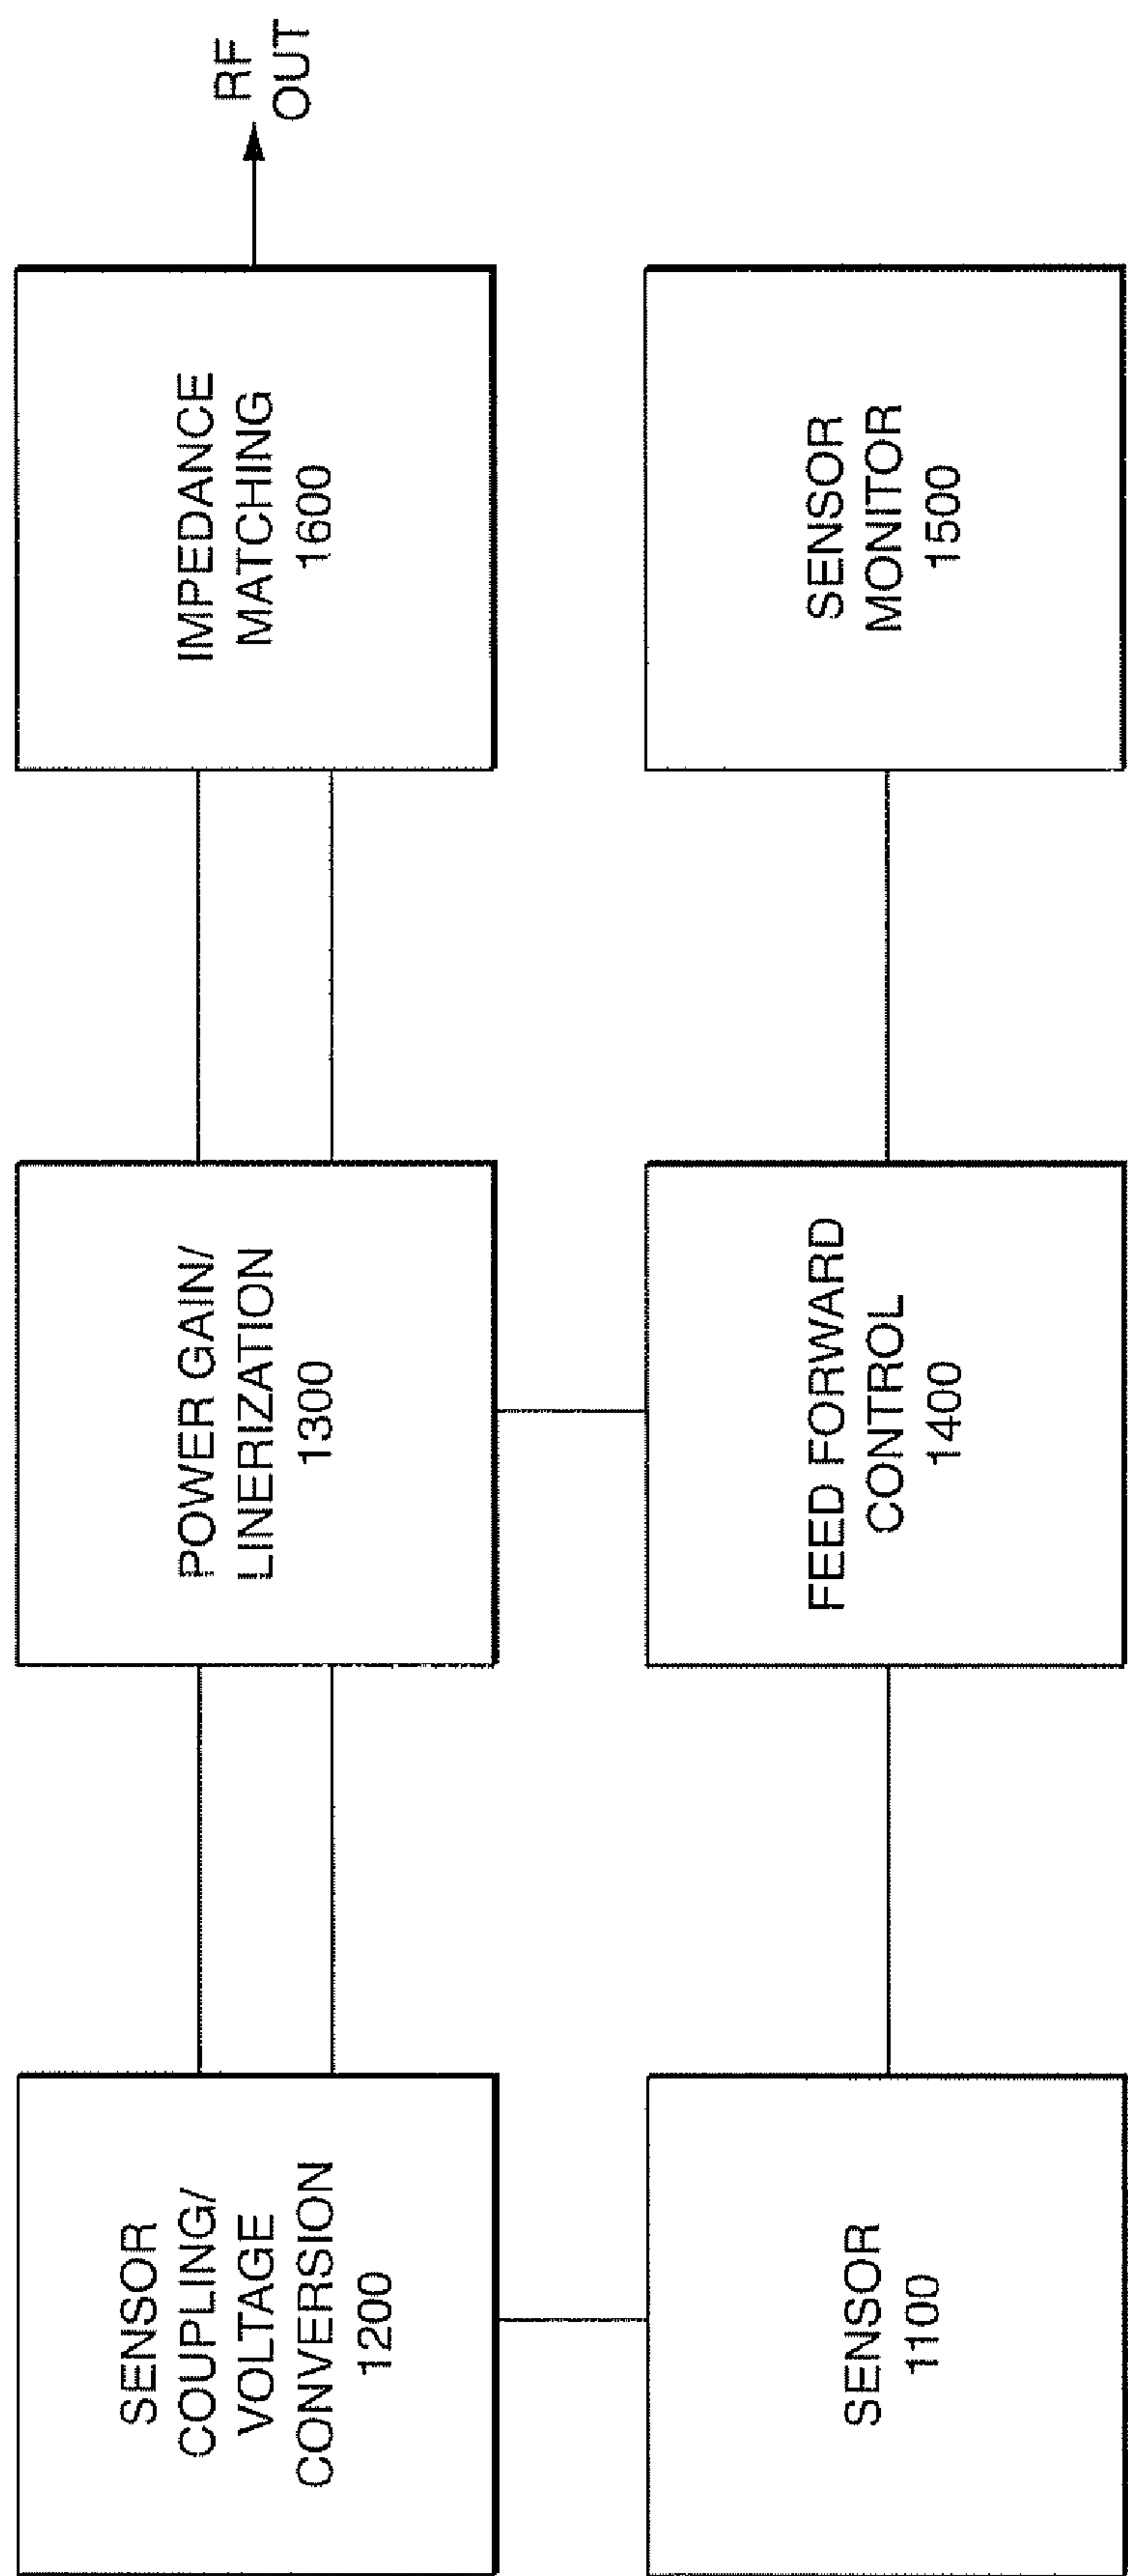 SENSOR
COUPLING/
VOLTAGE
CONVERSION
1200
POWER GAIN/
LINERIZATION
1300
IMPEDANCE
MATCHING
1600
RF
OUT
SENSOR
1100
FEED FORWARD
CONTROL
1400
SENSOR
MONITOR
1500